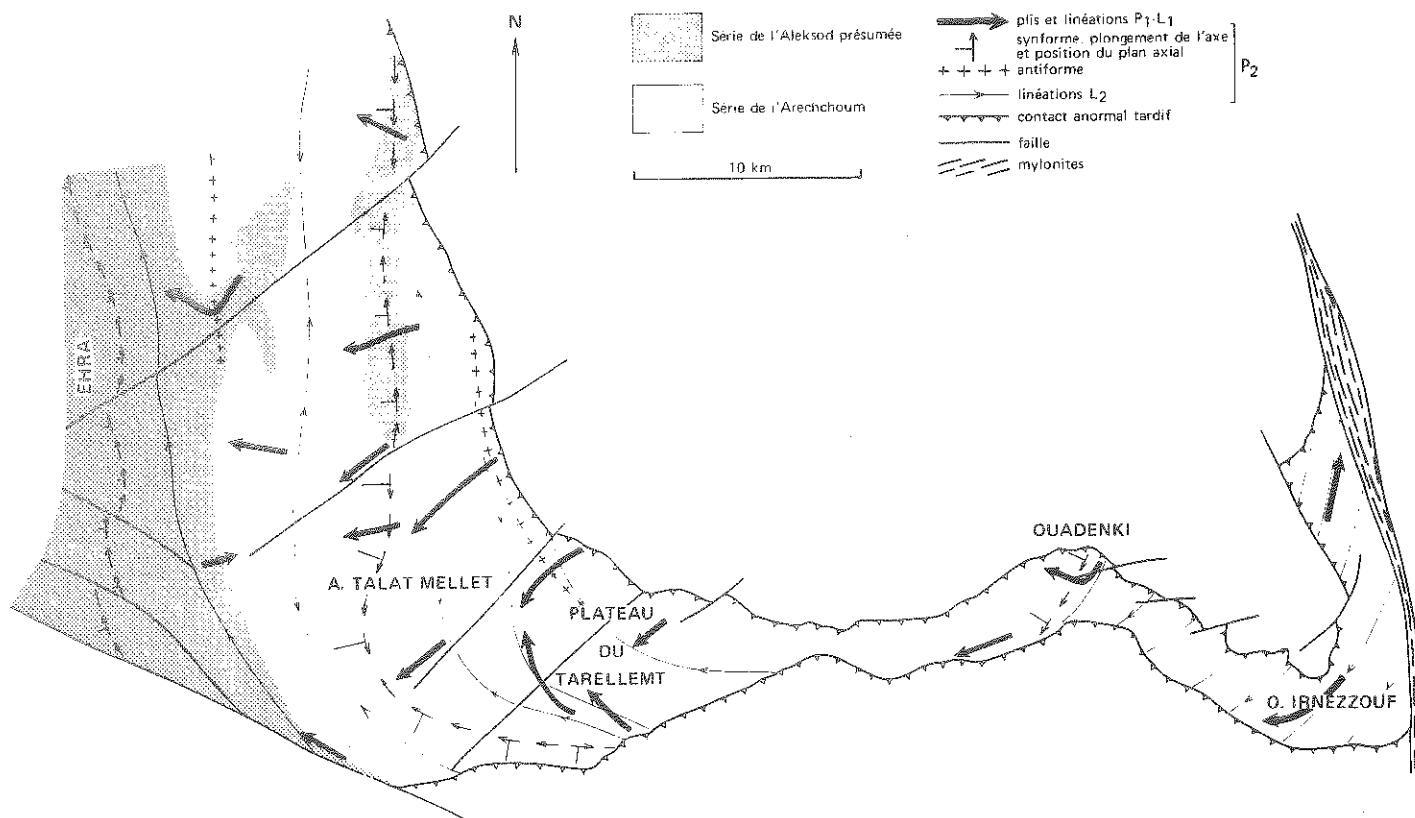 N
Série de l'Aleksod présumée
Série de l'Arechchoum
10 km
plis et linéations P1-L1
synforme, plongement de l'axe
et position du plan axial
antiforme
linéations L2
P2
contact anormal tardif
faille
mylonites
EHRA
OUADENKI
A. TALAT MELLET
PLATEAU
DU
TARELLEMT
O. IRNEZZOUF